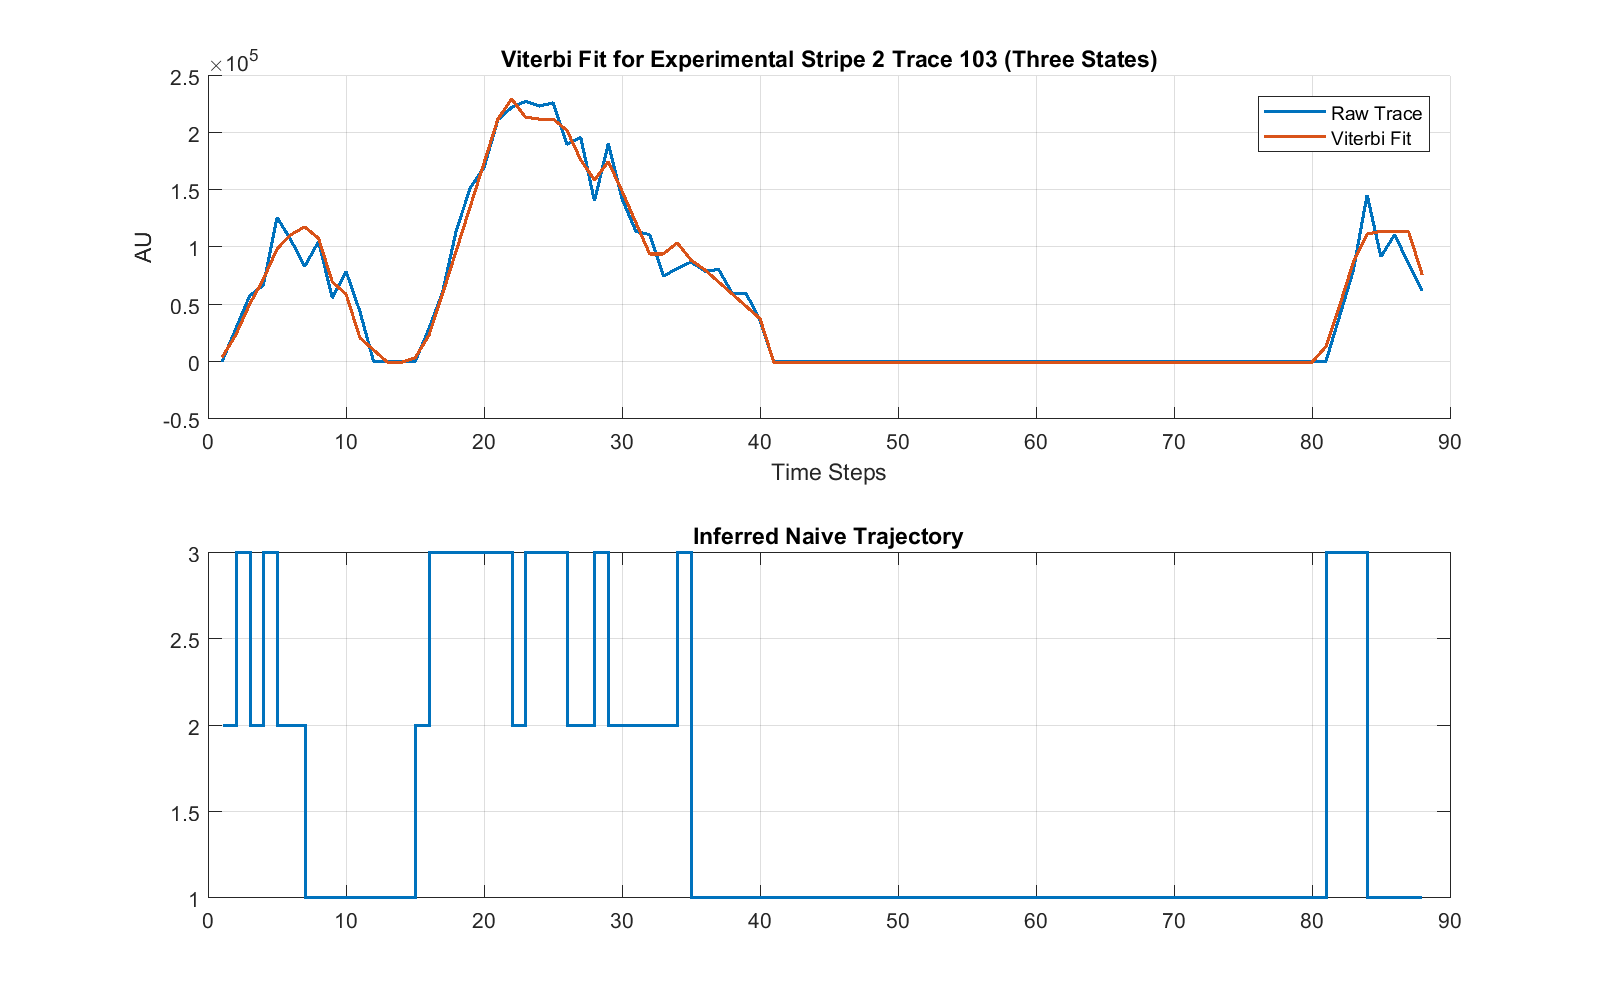 Viterbi Fit for Experimental Stripe 2 Trace 103 (Three States)
×10^5
2.5
2
1.5
1
0.5
0
-0.5
AU
Raw Trace
Viterbi Fit
0 10 20 30 40 50 60 70 80 90
Time Steps
Inferred Naive Trajectory
3
2.5
2
1.5
1
0 10 20 30 40 50 60 70 80 90